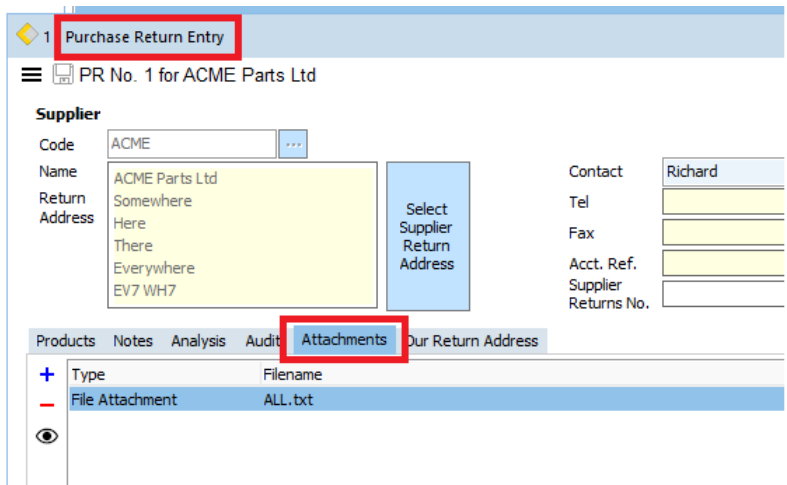 1 Purchase Return Entry
PR No. 1 for ACME Parts Ltd
Supplier
Code ACME ...
Name
Return
Address
ACME Parts Ltd
Somewhere
Here
There
Everywhere
EV7 WH7
Select
Supplier
Return
Address
Contact Richard
Tel
Fax
Acct. Ref.
Supplier
Returns No.
Products Notes Analysis Audit Attachments Our Return Address
Type Filename
File Attachment ALL.txt